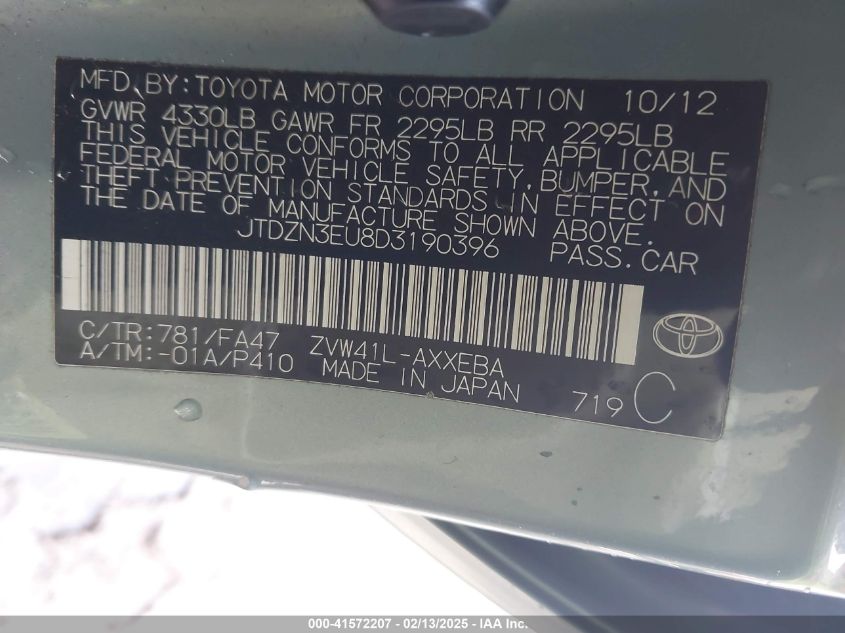 MFD. BY: TOYOTA MOTOR CORPORATION 10/12
GVWR 4330LB GAWR FR 2295LB RR 2295LB
THIS VEHICLE CONFORMS TO ALL APPLICABLE
FEDERAL MOTOR VEHICLE SAFETY, BUMPER, AND
THEFT PREVENTION STANDARDS IN EFFECT ON
THE DATE OF MANUFACTURE SHOWN ABOVE.
JTDZN3EU8D3190396 PASS. CAR
C/TR: 781/FA47 ZVW41L-AXXEBA
A/TM: -01A/P410 MADE IN JAPAN
719 C
000-41572207 - 02/13/2025 - IAA Inc.